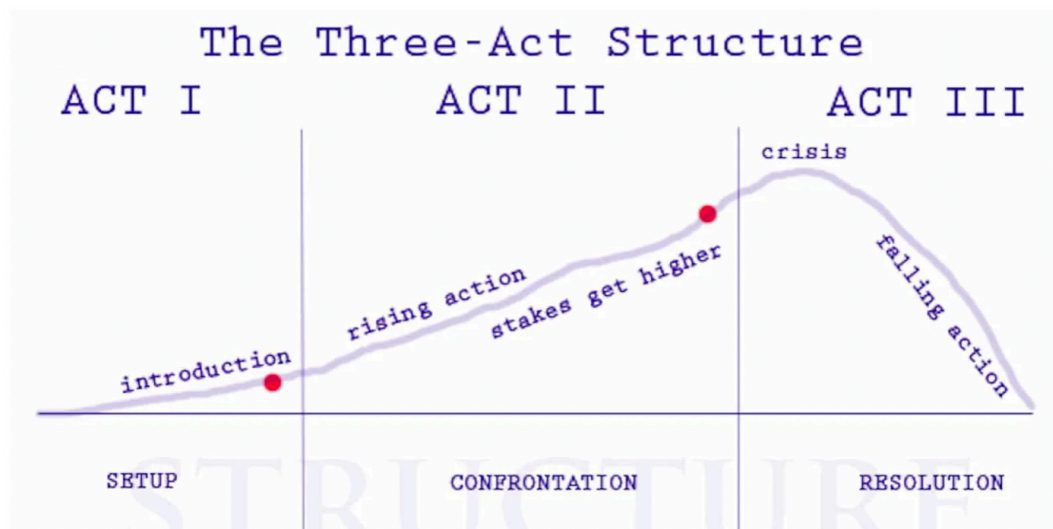 The Three-Act Structure
ACT I
ACT II
ACT III
crisis
introduction
rising action
stakes get higher
falling action
SETUP
CONFRONTATION
RESOLUTION
STRUCTURE